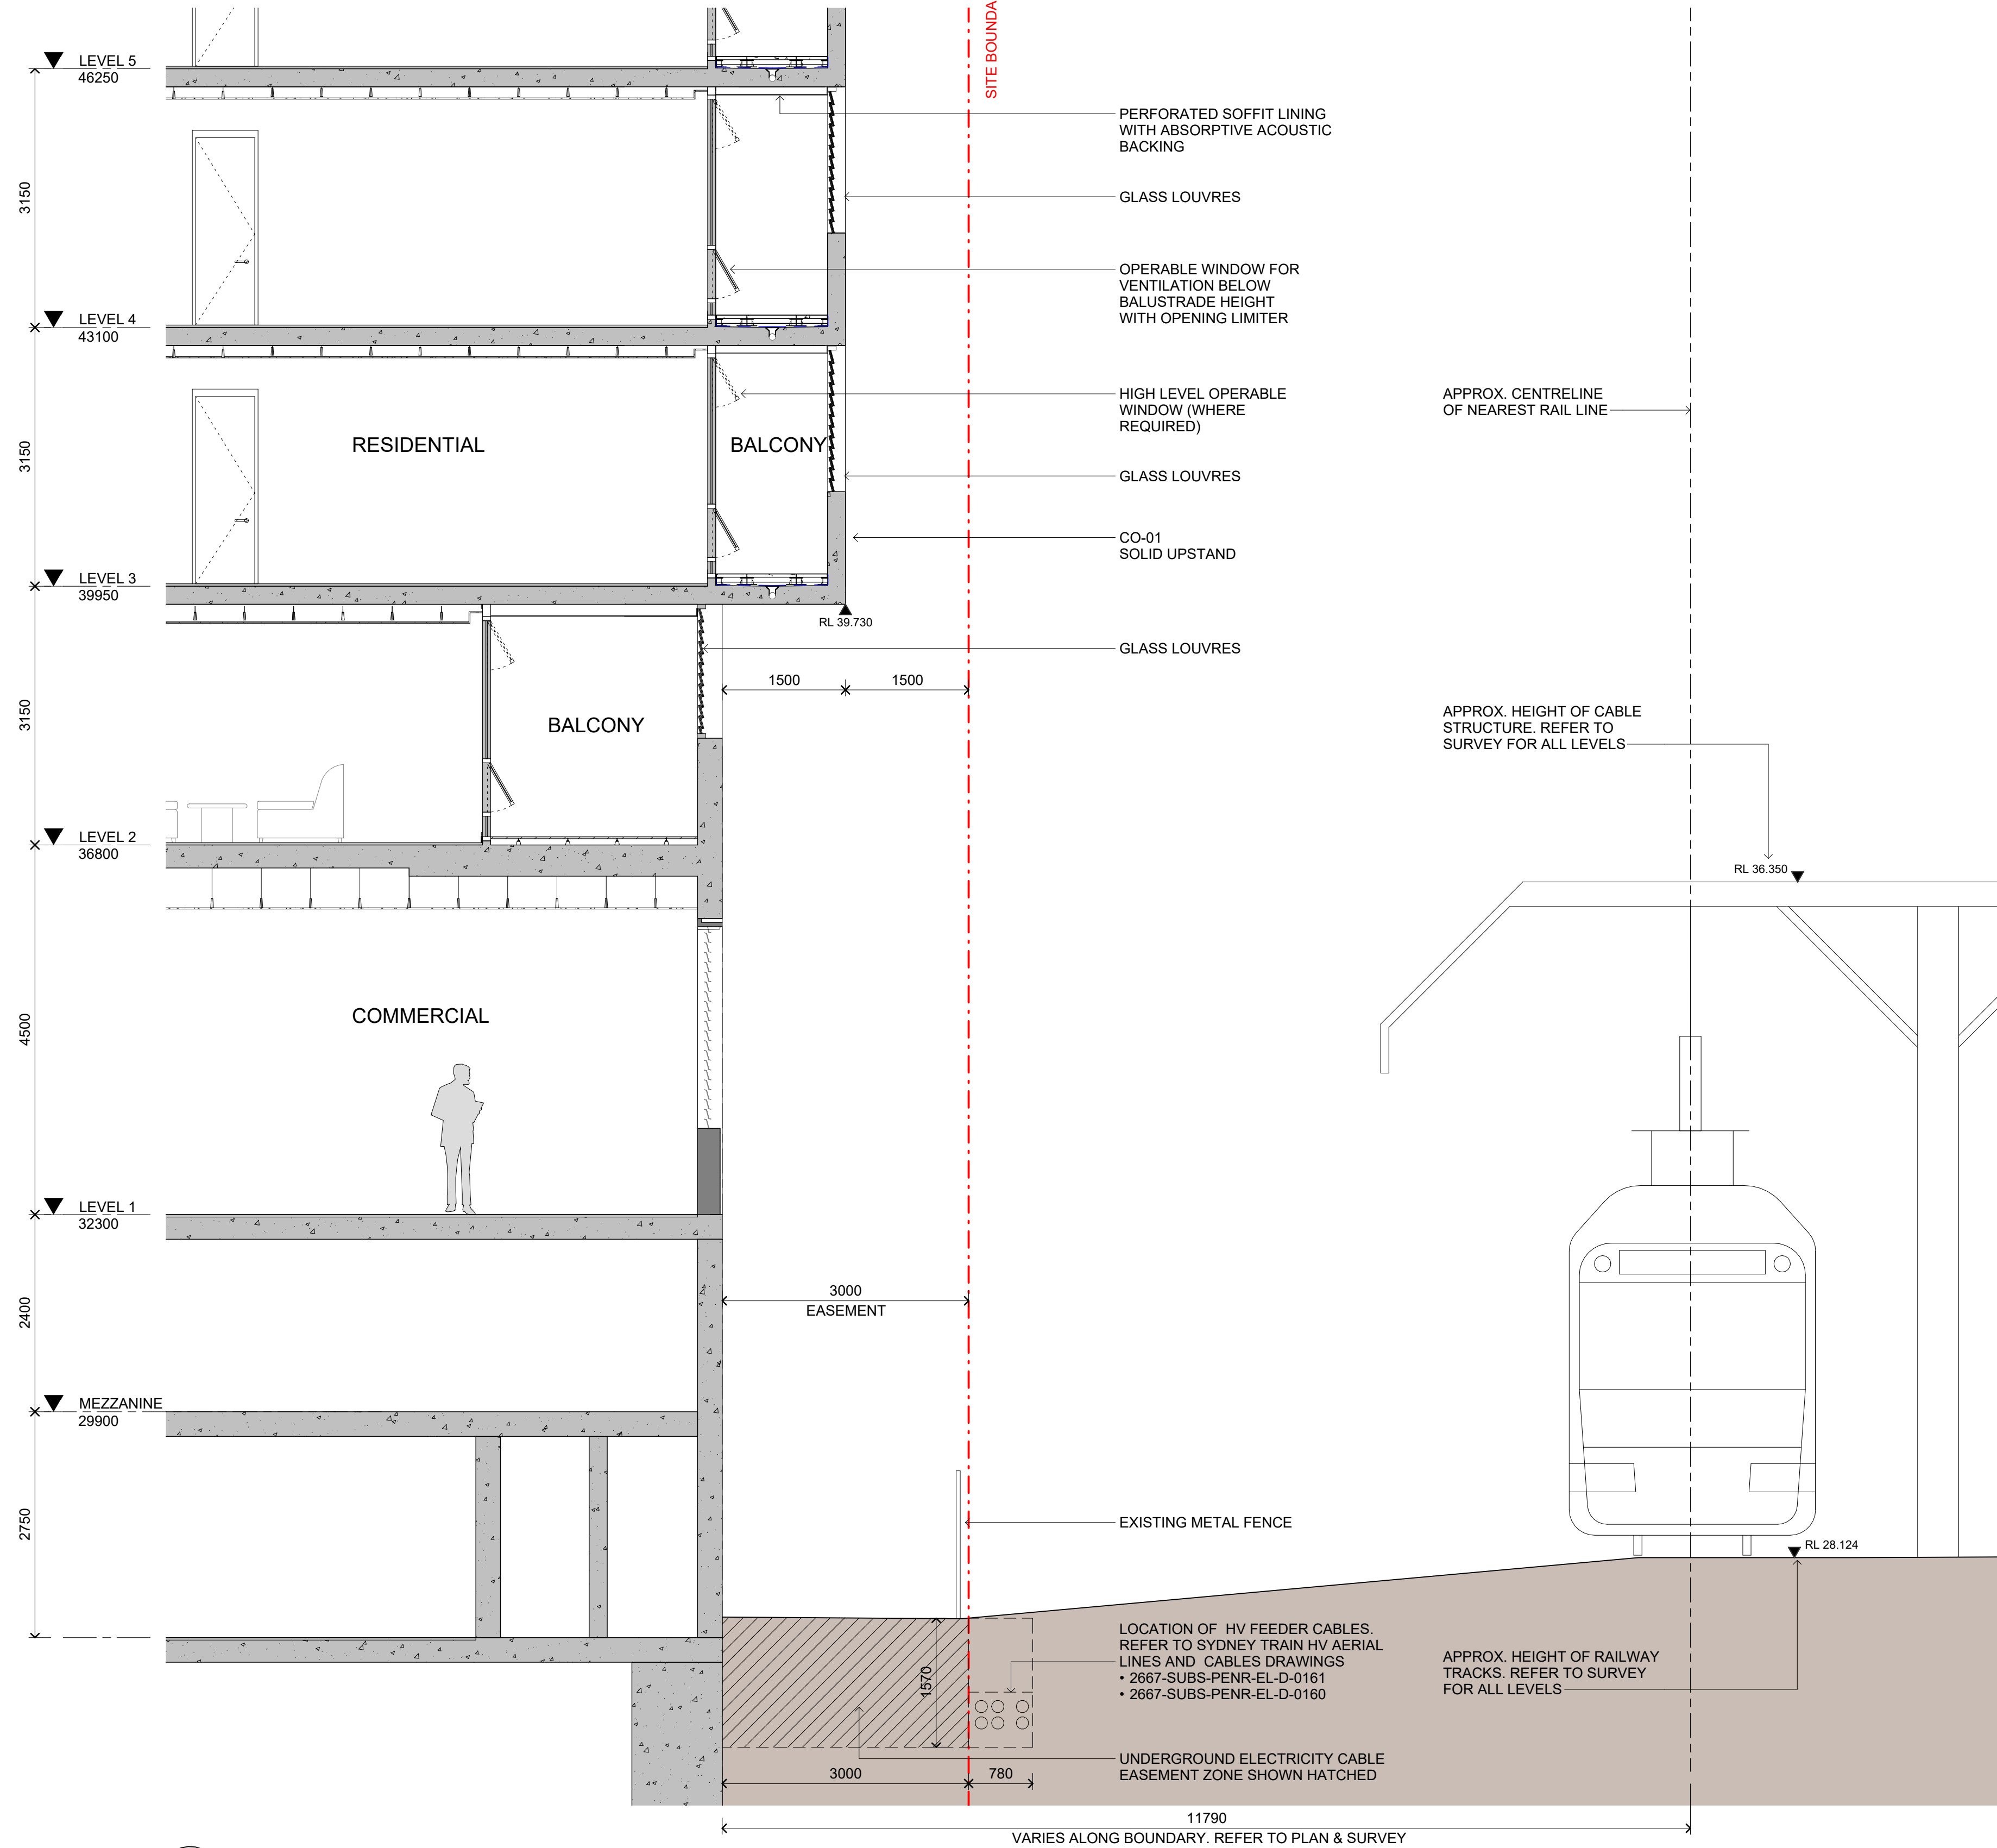 SITE BOUNDA
LEVEL 5
46250
PERFORATED SOFFIT LINING
WITH ABSORPTIVE ACOUSTIC
BACKING
3150
GLASS LOUVRES
OPERABLE WINDOW FOR
VENTILATION BELOW
BALUSTRADE HEIGHT
WITH OPENING LIMITER
LEVEL 4
43100
HIGH LEVEL OPERABLE
WINDOW (WHERE
REQUIRED)
APPROX. CENTRELINE
OF NEAREST RAIL LINE
3150
RESIDENTIAL
BALCONY
GLASS LOUVRES
CO-01
SOLID UPSTAND
LEVEL 3
39950
RL 39.730
GLASS LOUVRES
1500
1500
3150
BALCONY
APPROX. HEIGHT OF CABLE
STRUCTURE. REFER TO
SURVEY FOR ALL LEVELS
LEVEL 2
36800
RL 36.350
4500
COMMERCIAL
LEVEL 1
32300
3000
EASEMENT
2400
MEZZANINE
29900
2750
EXISTING METAL FENCE
RL 28.124
LOCATION OF HV FEEDER CABLES.
REFER TO SYDNEY TRAIN HV AERIAL
LINES AND CABLES DRAWINGS
• 2667-SUBS-PENR-EL-D-0161
• 2667-SUBS-PENR-EL-D-0160
APPROX. HEIGHT OF RAILWAY
TRACKS. REFER TO SURVEY
FOR ALL LEVELS
1570
UNDERGROUND ELECTRICITY CABLE
EASEMENT ZONE SHOWN HATCHED
3000
780
11790
VARIES ALONG BOUNDARY. REFER TO PLAN & SURVEY